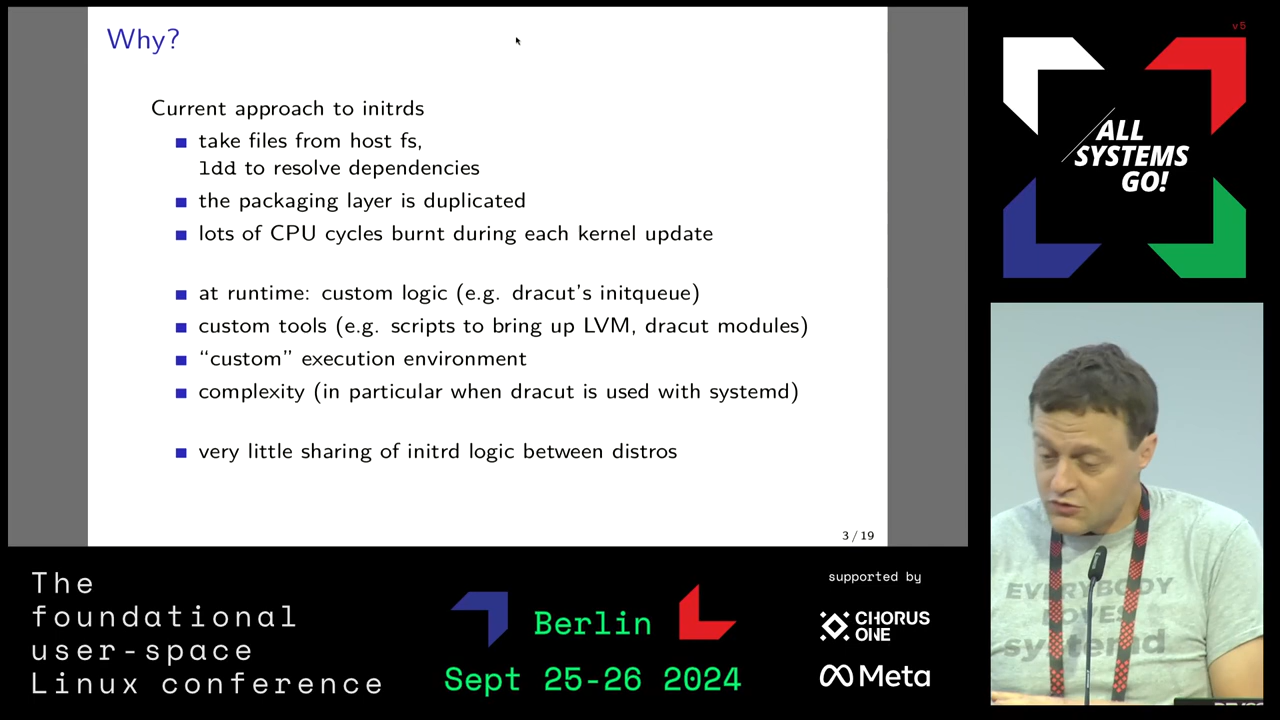 Why?
Current approach to initrds
take files from host fs,
ldd to resolve dependencies
the packaging layer is duplicated
lots of CPU cycles burnt during each kernel update
at runtime: custom logic (e.g. dracut's initqueue)
custom tools (e.g. scripts to bring up LVM, dracut modules)
“custom” execution environment
complexity (in particular when dracut is used with systemd)
very little sharing of initrd logic between distros
3 / 19
v5
ALL
SYSTEMS
GO!
EVERYBODY
LOVES
systemd
The
foundational
user-space
Linux conference
Berlin
Sept 25-26 2024
supported by
CHORUS
ONE
Meta